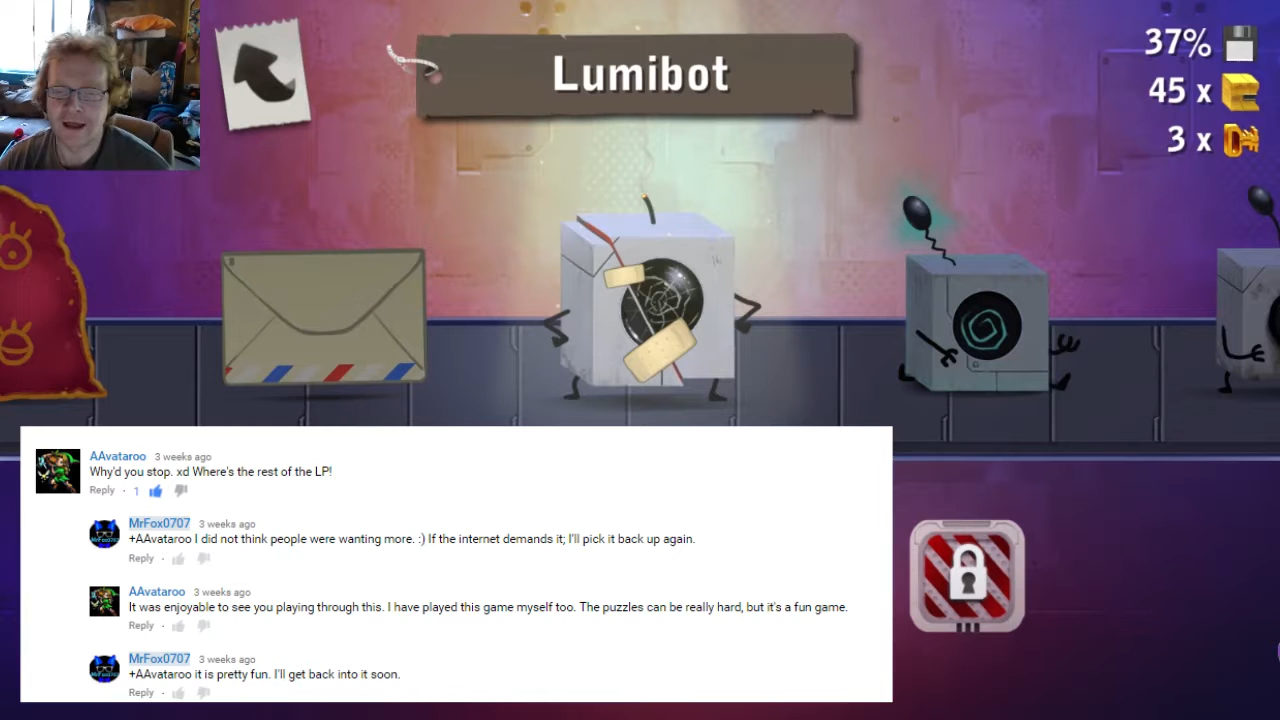 Lumibot
37%
45 x
3 x
AAvataroo 3 weeks ago
Why'd you stop. xd Where's the rest of the LP!
Reply · 1
MrFox0707 3 weeks ago
+AAvataroo I did not think people were wanting more. :) If the internet demands it; I'll pick it back up again.
Reply ·
AAvataroo 3 weeks ago
It was enjoyable to see you playing through this. I have played this game myself too. The puzzles can be really hard, but it's a fun game.
Reply ·
MrFox0707 3 weeks ago
+AAvataroo it is pretty fun. I'll get back into it soon.
Reply ·